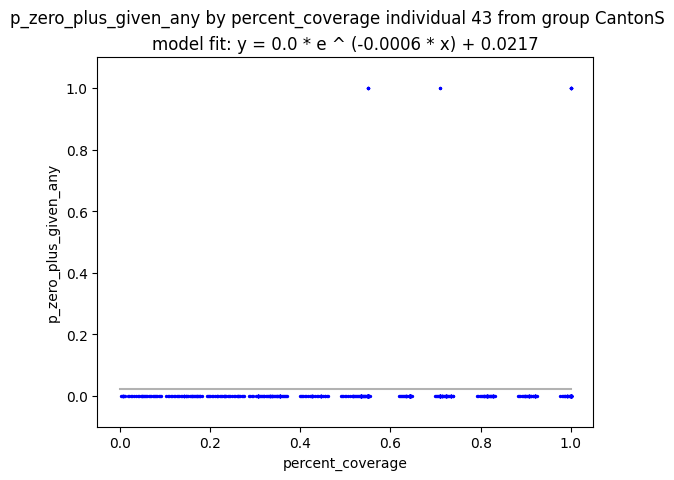 p_zero_plus_given_any by percent_coverage individual 43 from group CantonS
model fit: y = 0.0 * e ^ (-0.0006 * x) + 0.0217
1.0
0.8
0.6
0.4
0.2
0.0
p_zero_plus_given_any
0.0 0.2 0.4 0.6 0.8 1.0
percent_coverage